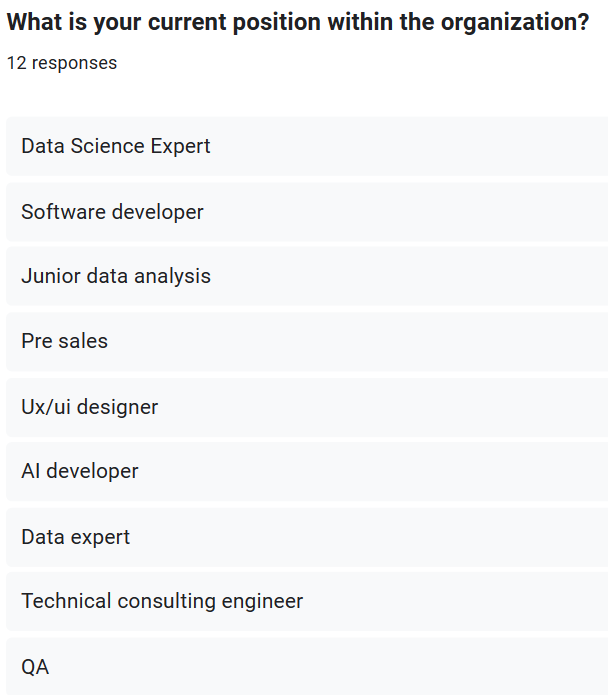 What is your current position within the organization?
12 responses
Data Science Expert
Software developer
Junior data analysis
Pre sales
Ux/ui designer
AI developer
Data expert
Technical consulting engineer
QA